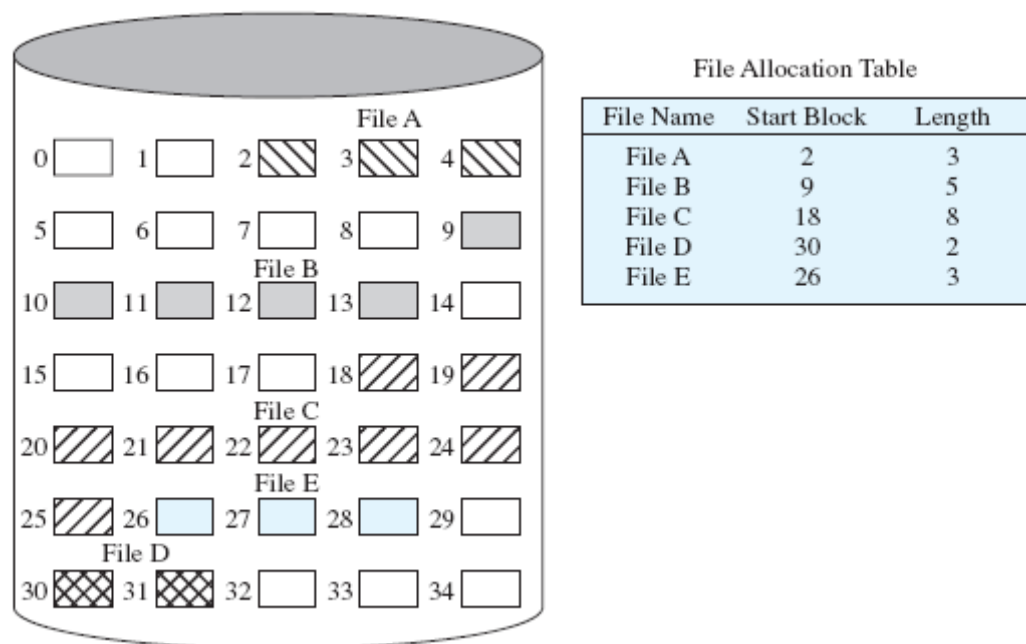 File A
0 1 2 3 4
5 6 7 8 9
File B
10 11 12 13 14
15 16 17 18 19
File C
20 21 22 23 24
File E
25 26 27 28 29
File D
30 31 32 33 34
File Allocation Table
File Name Start Block Length
File A 2 3
File B 9 5
File C 18 8
File D 30 2
File E 26 3